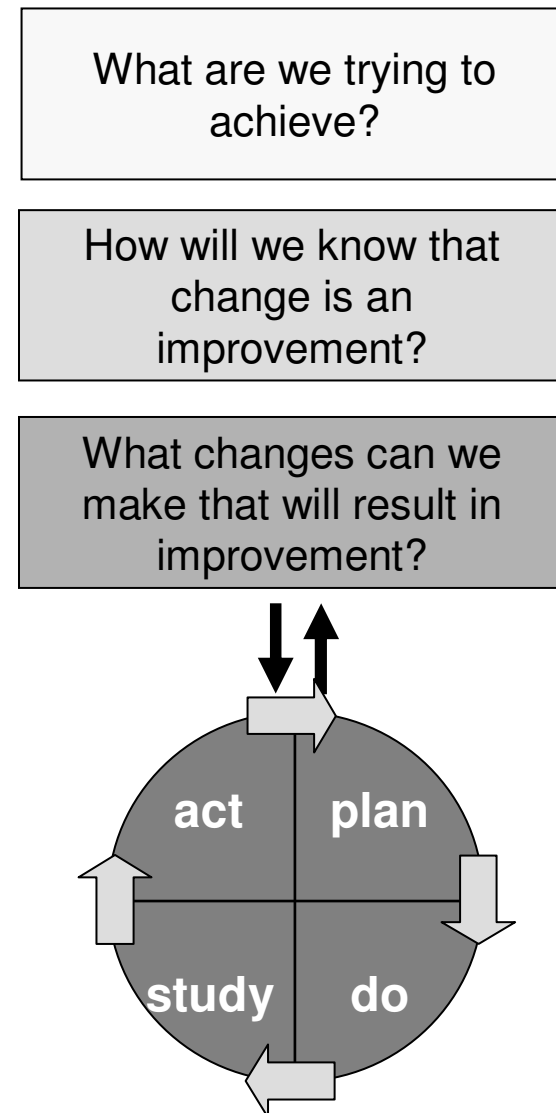 What are we trying to
achieve?
How will we know that
change is an
improvement?
What changes can we
make that will result in
improvement?
act plan
study do